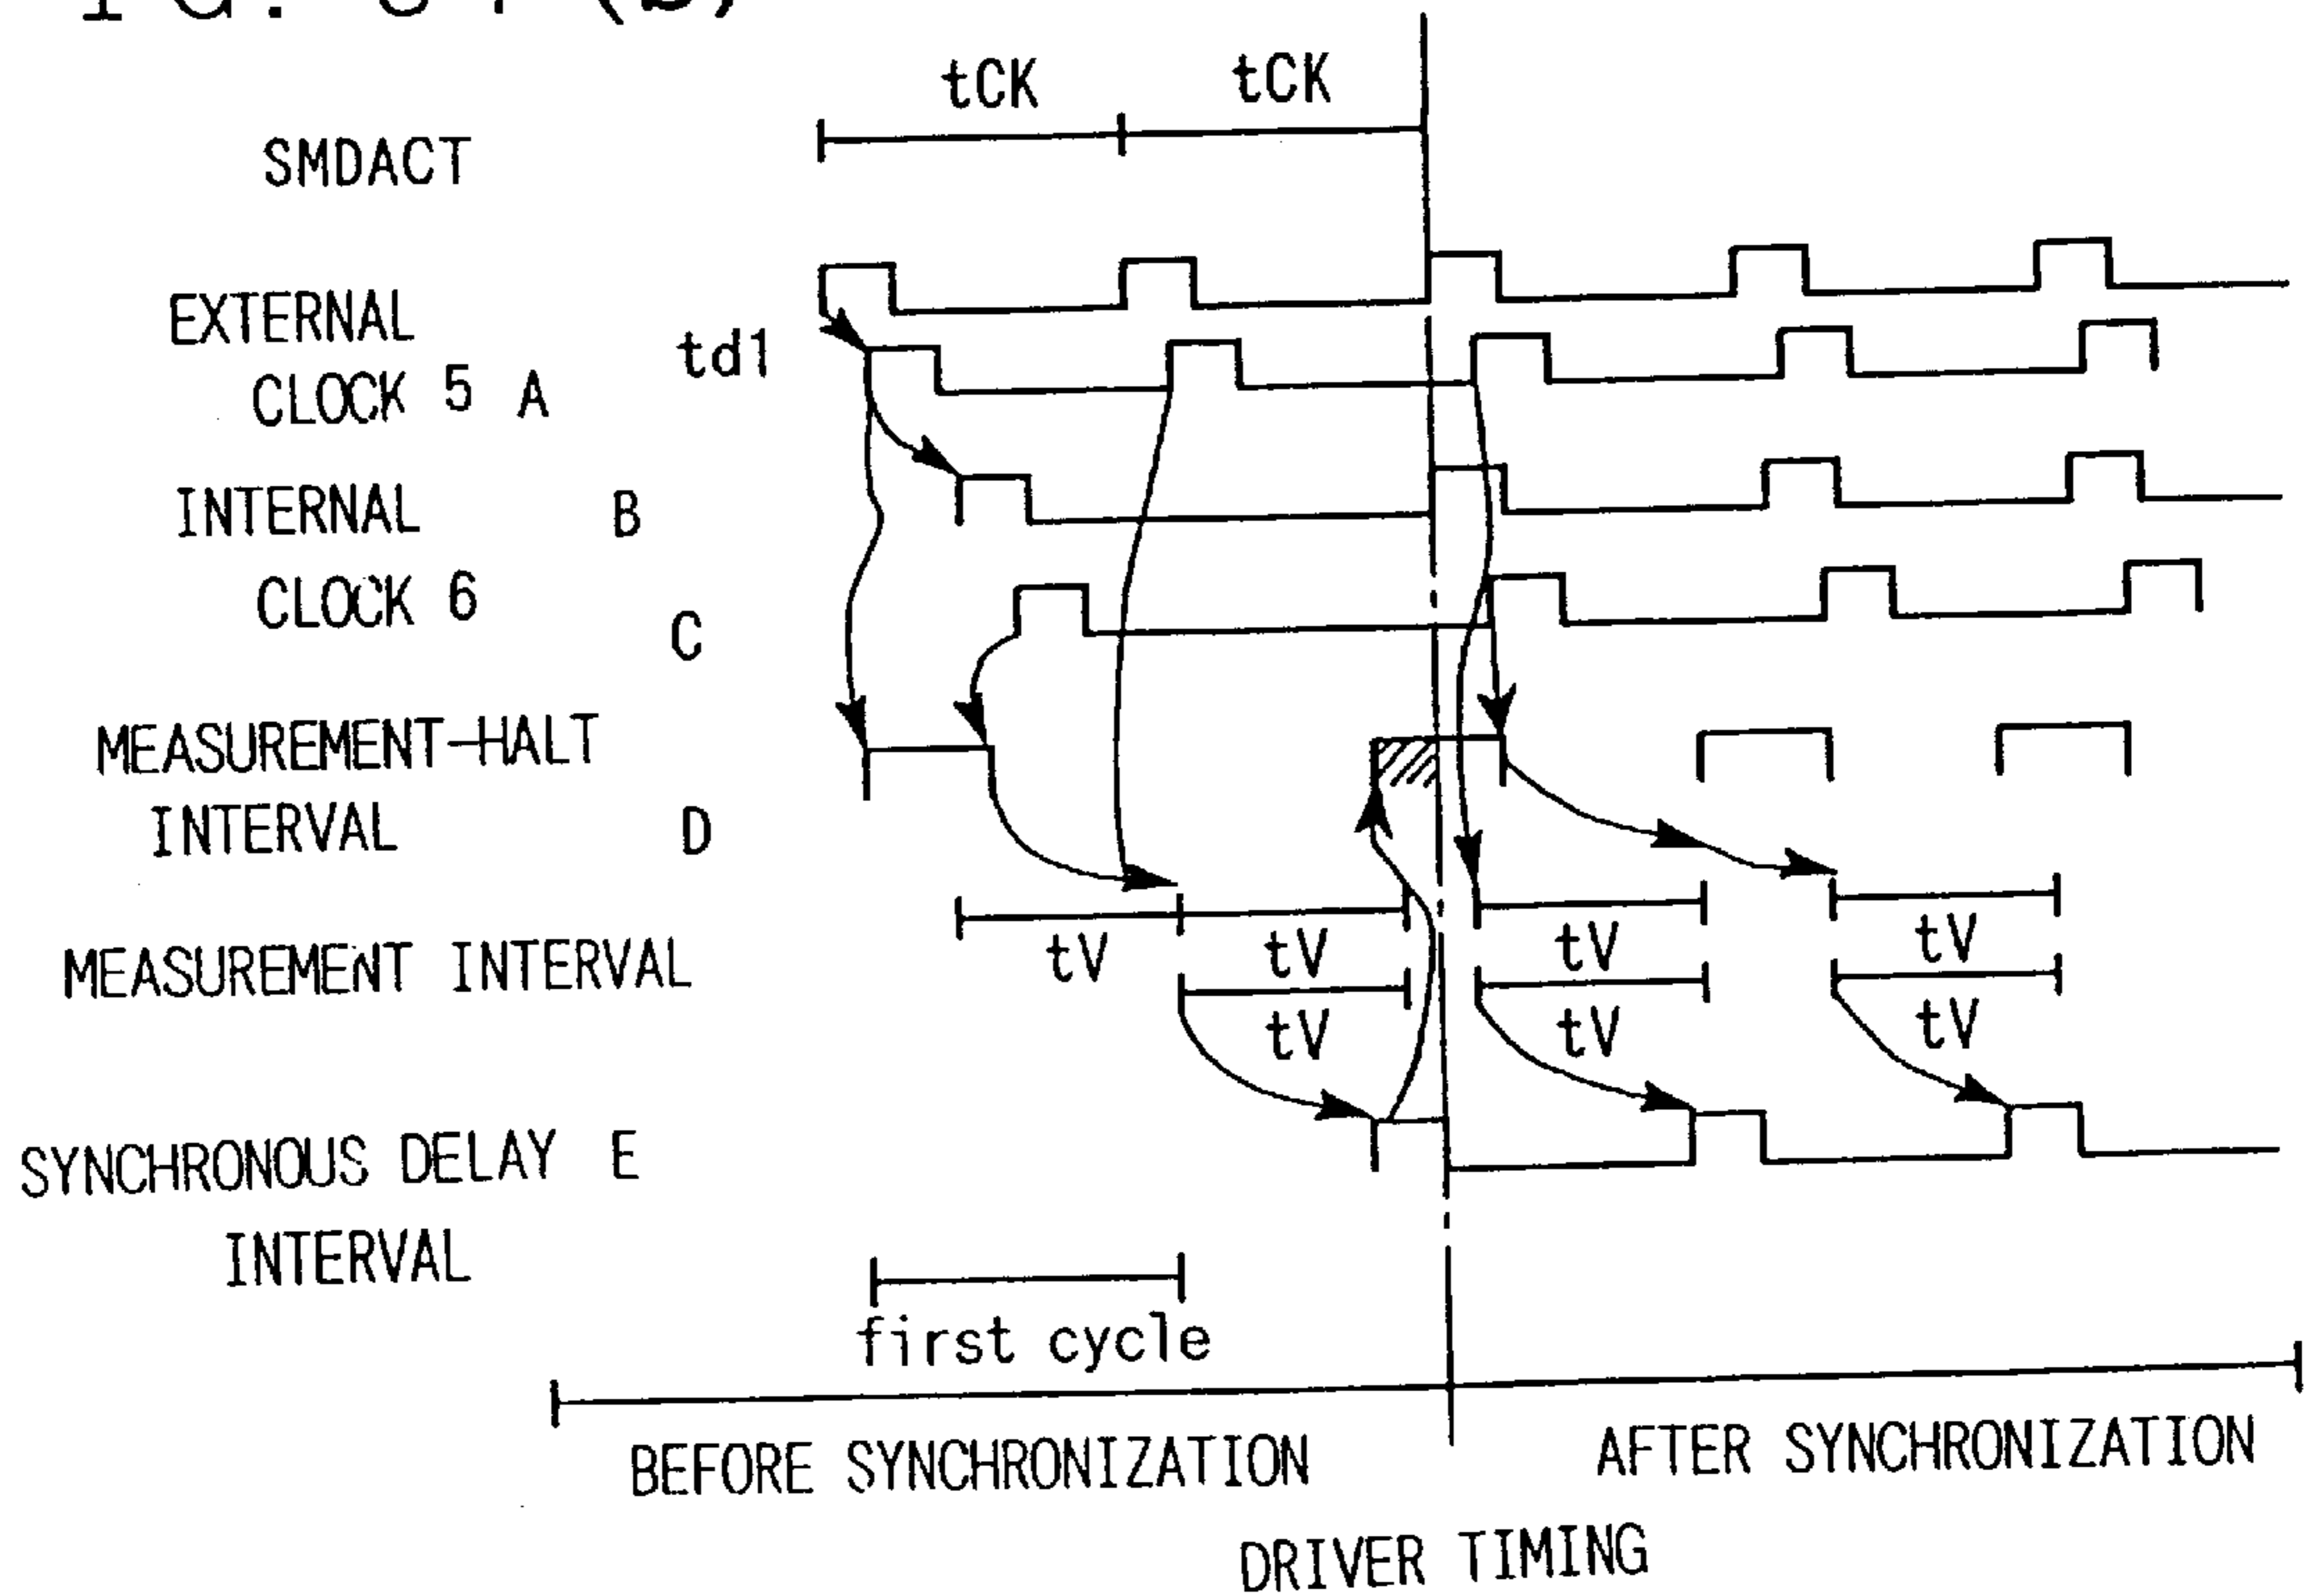 (b)
tCK tCK
SMDACT
EXTERNAL
CLOCK 5 A td1
INTERNAL B
CLOCK 6
C
MEASUREMENT-HALT
INTERVAL D
MEASUREMENT INTERVAL tV tV tV tV
tV tV tV
SYNCHRONOUS DELAY E
INTERVAL
first cycle
BEFORE SYNCHRONIZATION AFTER SYNCHRONIZATION
DRIVER TIMING